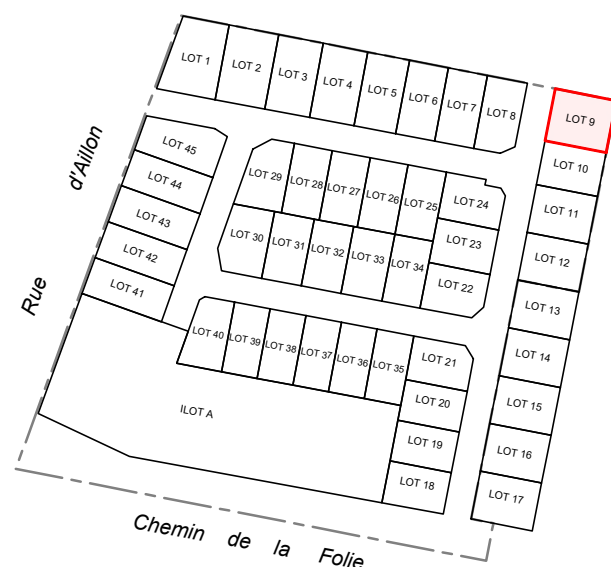 LOT 1
LOT 2
LOT 3
LOT 4
LOT 5
LOT 6
LOT 7
LOT 8
LOT 9
LOT 10
LOT 11
LOT 12
LOT 13
LOT 14
LOT 15
LOT 16
LOT 17
LOT 45
LOT 44
LOT 43
LOT 42
LOT 41
LOT 29
LOT 28
LOT 27
LOT 26
LOT 25
LOT 24
LOT 23
LOT 22
LOT 30
LOT 31
LOT 32
LOT 33
LOT 34
LOT 40
LOT 39
LOT 38
LOT 37
LOT 36
LOT 35
LOT 21
LOT 20
LOT 19
LOT 18
ILOT A
Rue d'Aillon
Chemin de la Folie